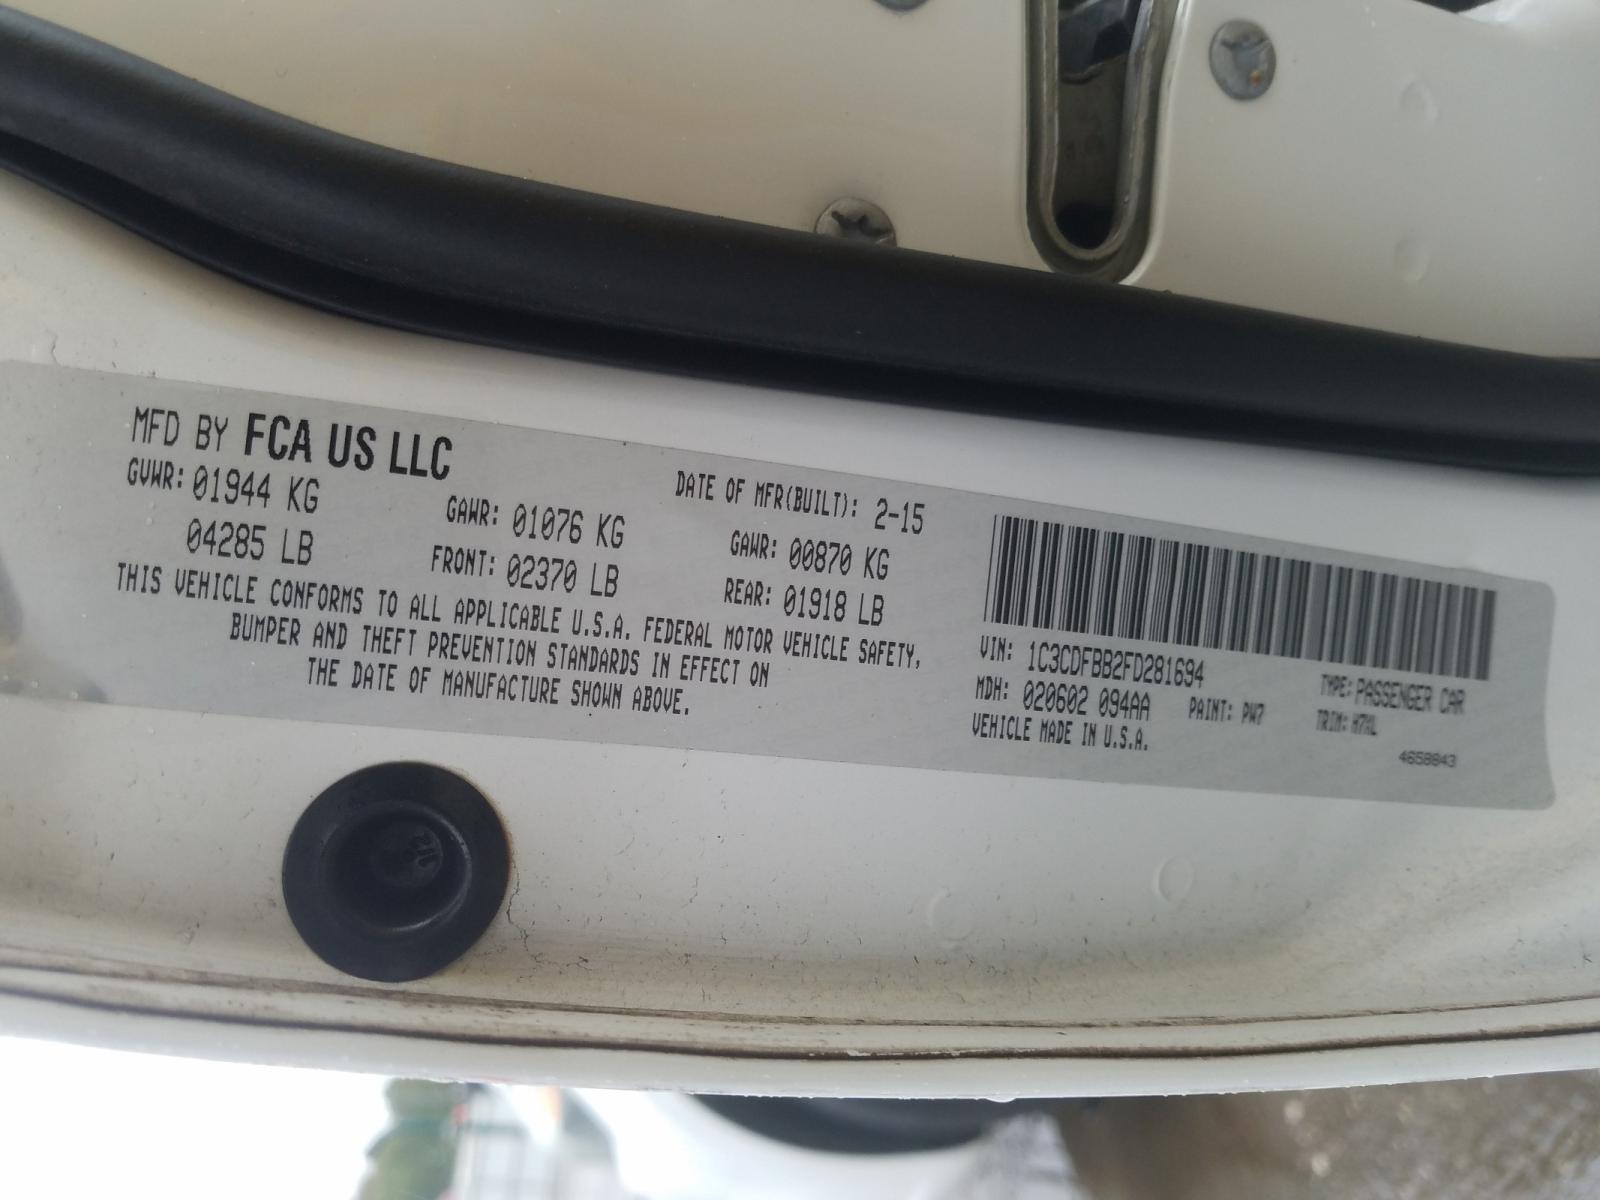 MFD BY FCA US LLC
DATE OF MFR(BUILT): 2-15
GVWR: 01944 KG
04285 LB
GAWR: 01076 KG
FRONT: 02370 LB
GAWR: 00870 KG
REAR: 01918 LB
THIS VEHICLE CONFORMS TO ALL APPLICABLE U.S.A. FEDERAL MOTOR VEHICLE SAFETY,
BUMPER AND THEFT PREVENTION STANDARDS IN EFFECT ON
THE DATE OF MANUFACTURE SHOWN ABOVE.
VIN: 1C3CDFBB2FD281694
TYPE: PASSENGER CAR
MDH: 020602 094AA PAINT: PW7
TRIM:
VEHICLE MADE IN U.S.A.
4658843